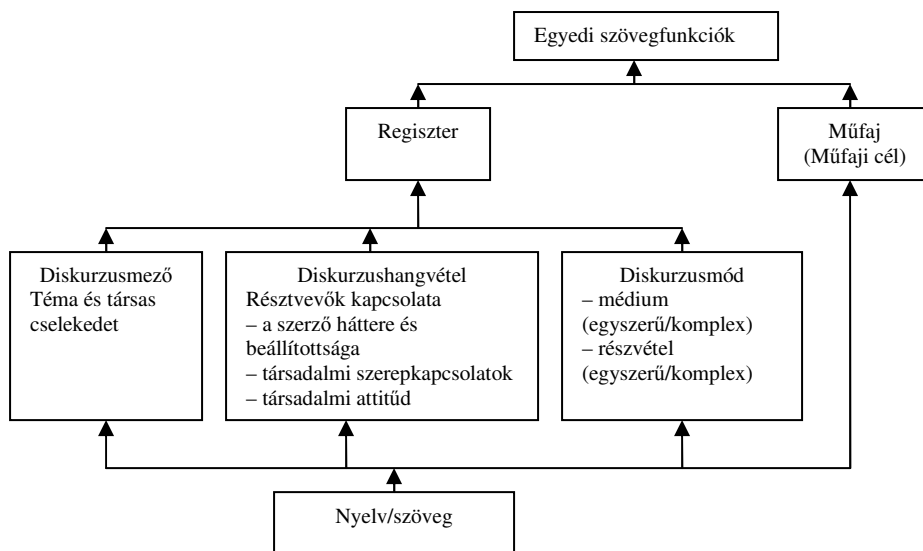 Egyedi szövegfunkciók
Regiszter
Műfaj
(Műfaji cél)
Diskurzusmező
Téma és társas
cselekedet
Diskurzushangvétel
Résztvevők kapcsolata
– a szerző háttere és
beállítottsága
– társadalmi szerepkapcsolatok
– társadalmi attitűd
Diskurzusmód
– médium
(egyszerű/komplex)
– részvétel
(egyszerű/komplex)
Nyelv/szöveg